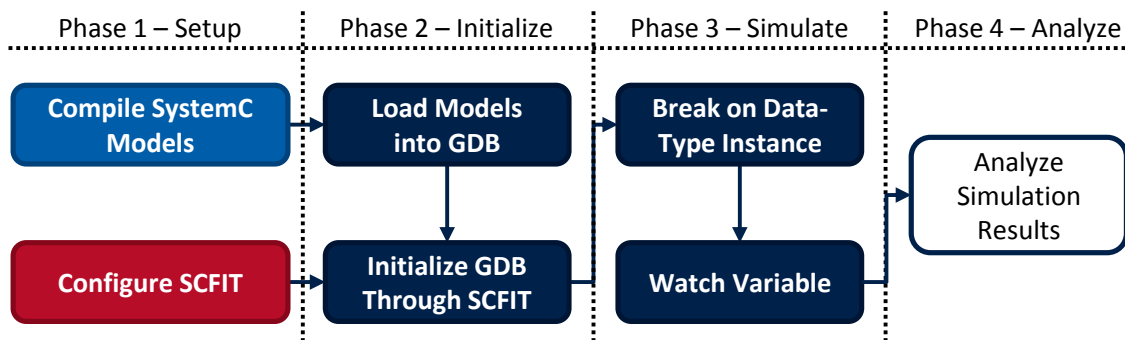 Phase 1 – Setup
Phase 2 – Initialize
Phase 3 – Simulate
Phase 4 – Analyze
Compile SystemC
Models
Load Models
into GDB
Break on Data-
Type Instance
Analyze
Simulation
Results
Configure SCFIT
Initialize GDB
Through SCFIT
Watch Variable